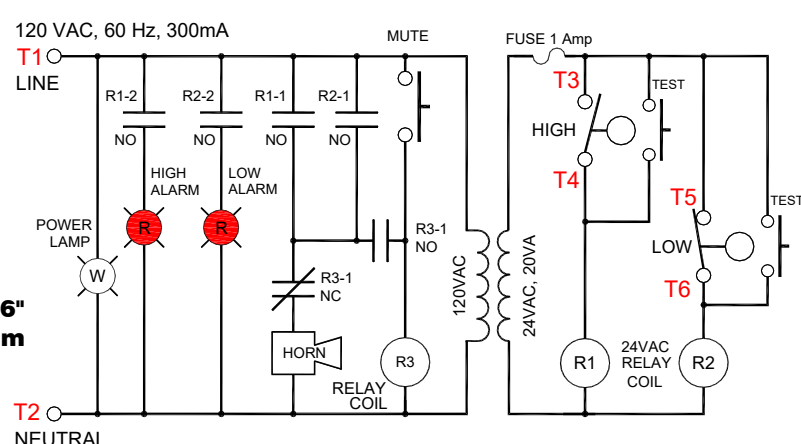 120 VAC, 60 Hz, 300mA
T1
LINE
MUTE
FUSE 1 Amp
R1-2
R2-2
R1-1
R2-1
NO
NO
NO
NO
T3
TEST
HIGH
T4
HIGH
ALARM
LOW
ALARM
POWER
LAMP
R
R
W
R3-1
NO
R3-1
NC
120VAC
24VAC, 20VA
T5
TEST
LOW
T6
6"
m
HORN
R3
RELAY
COIL
R1
24VAC
RELAY
COIL
R2
T2
NEUTRAL